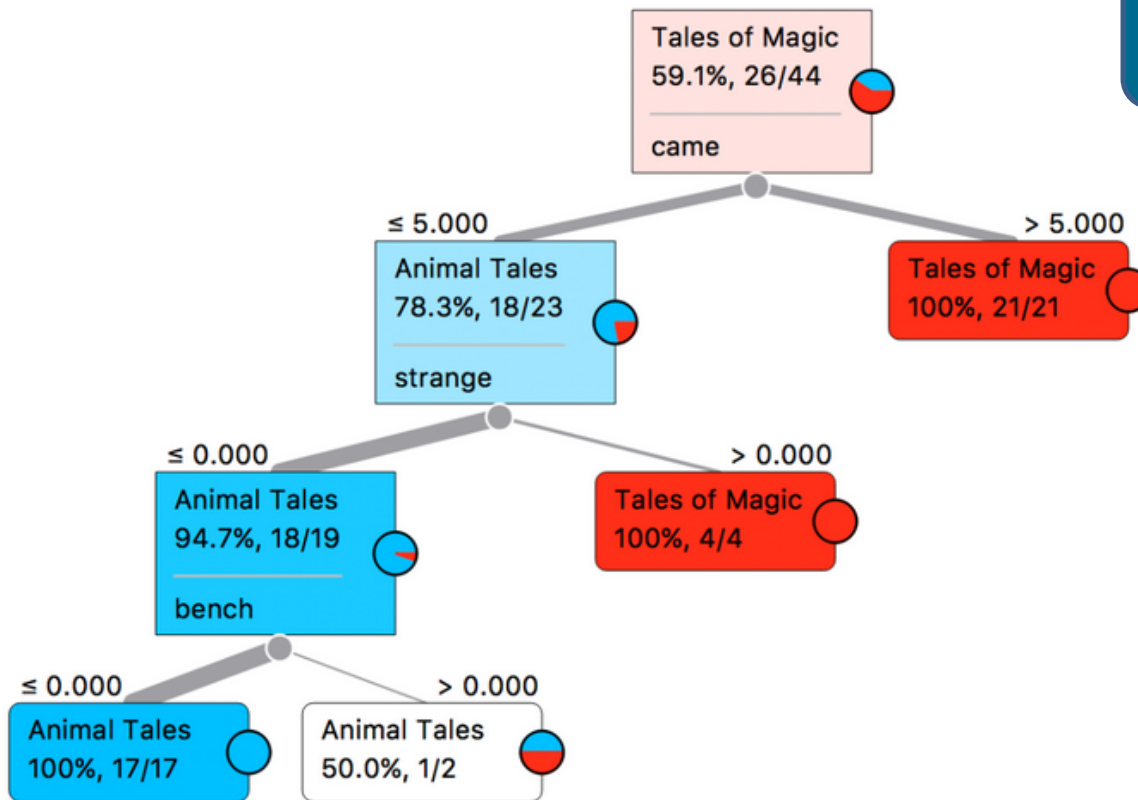 Tales of Magic
59.1%, 26/44
came
≤ 5.000
> 5.000
Animal Tales
78.3%, 18/23
strange
Tales of Magic
100%, 21/21
≤ 0.000
> 0.000
Animal Tales
94.7%, 18/19
bench
Tales of Magic
100%, 4/4
≤ 0.000
> 0.000
Animal Tales
100%, 17/17
Animal Tales
50.0%, 1/2